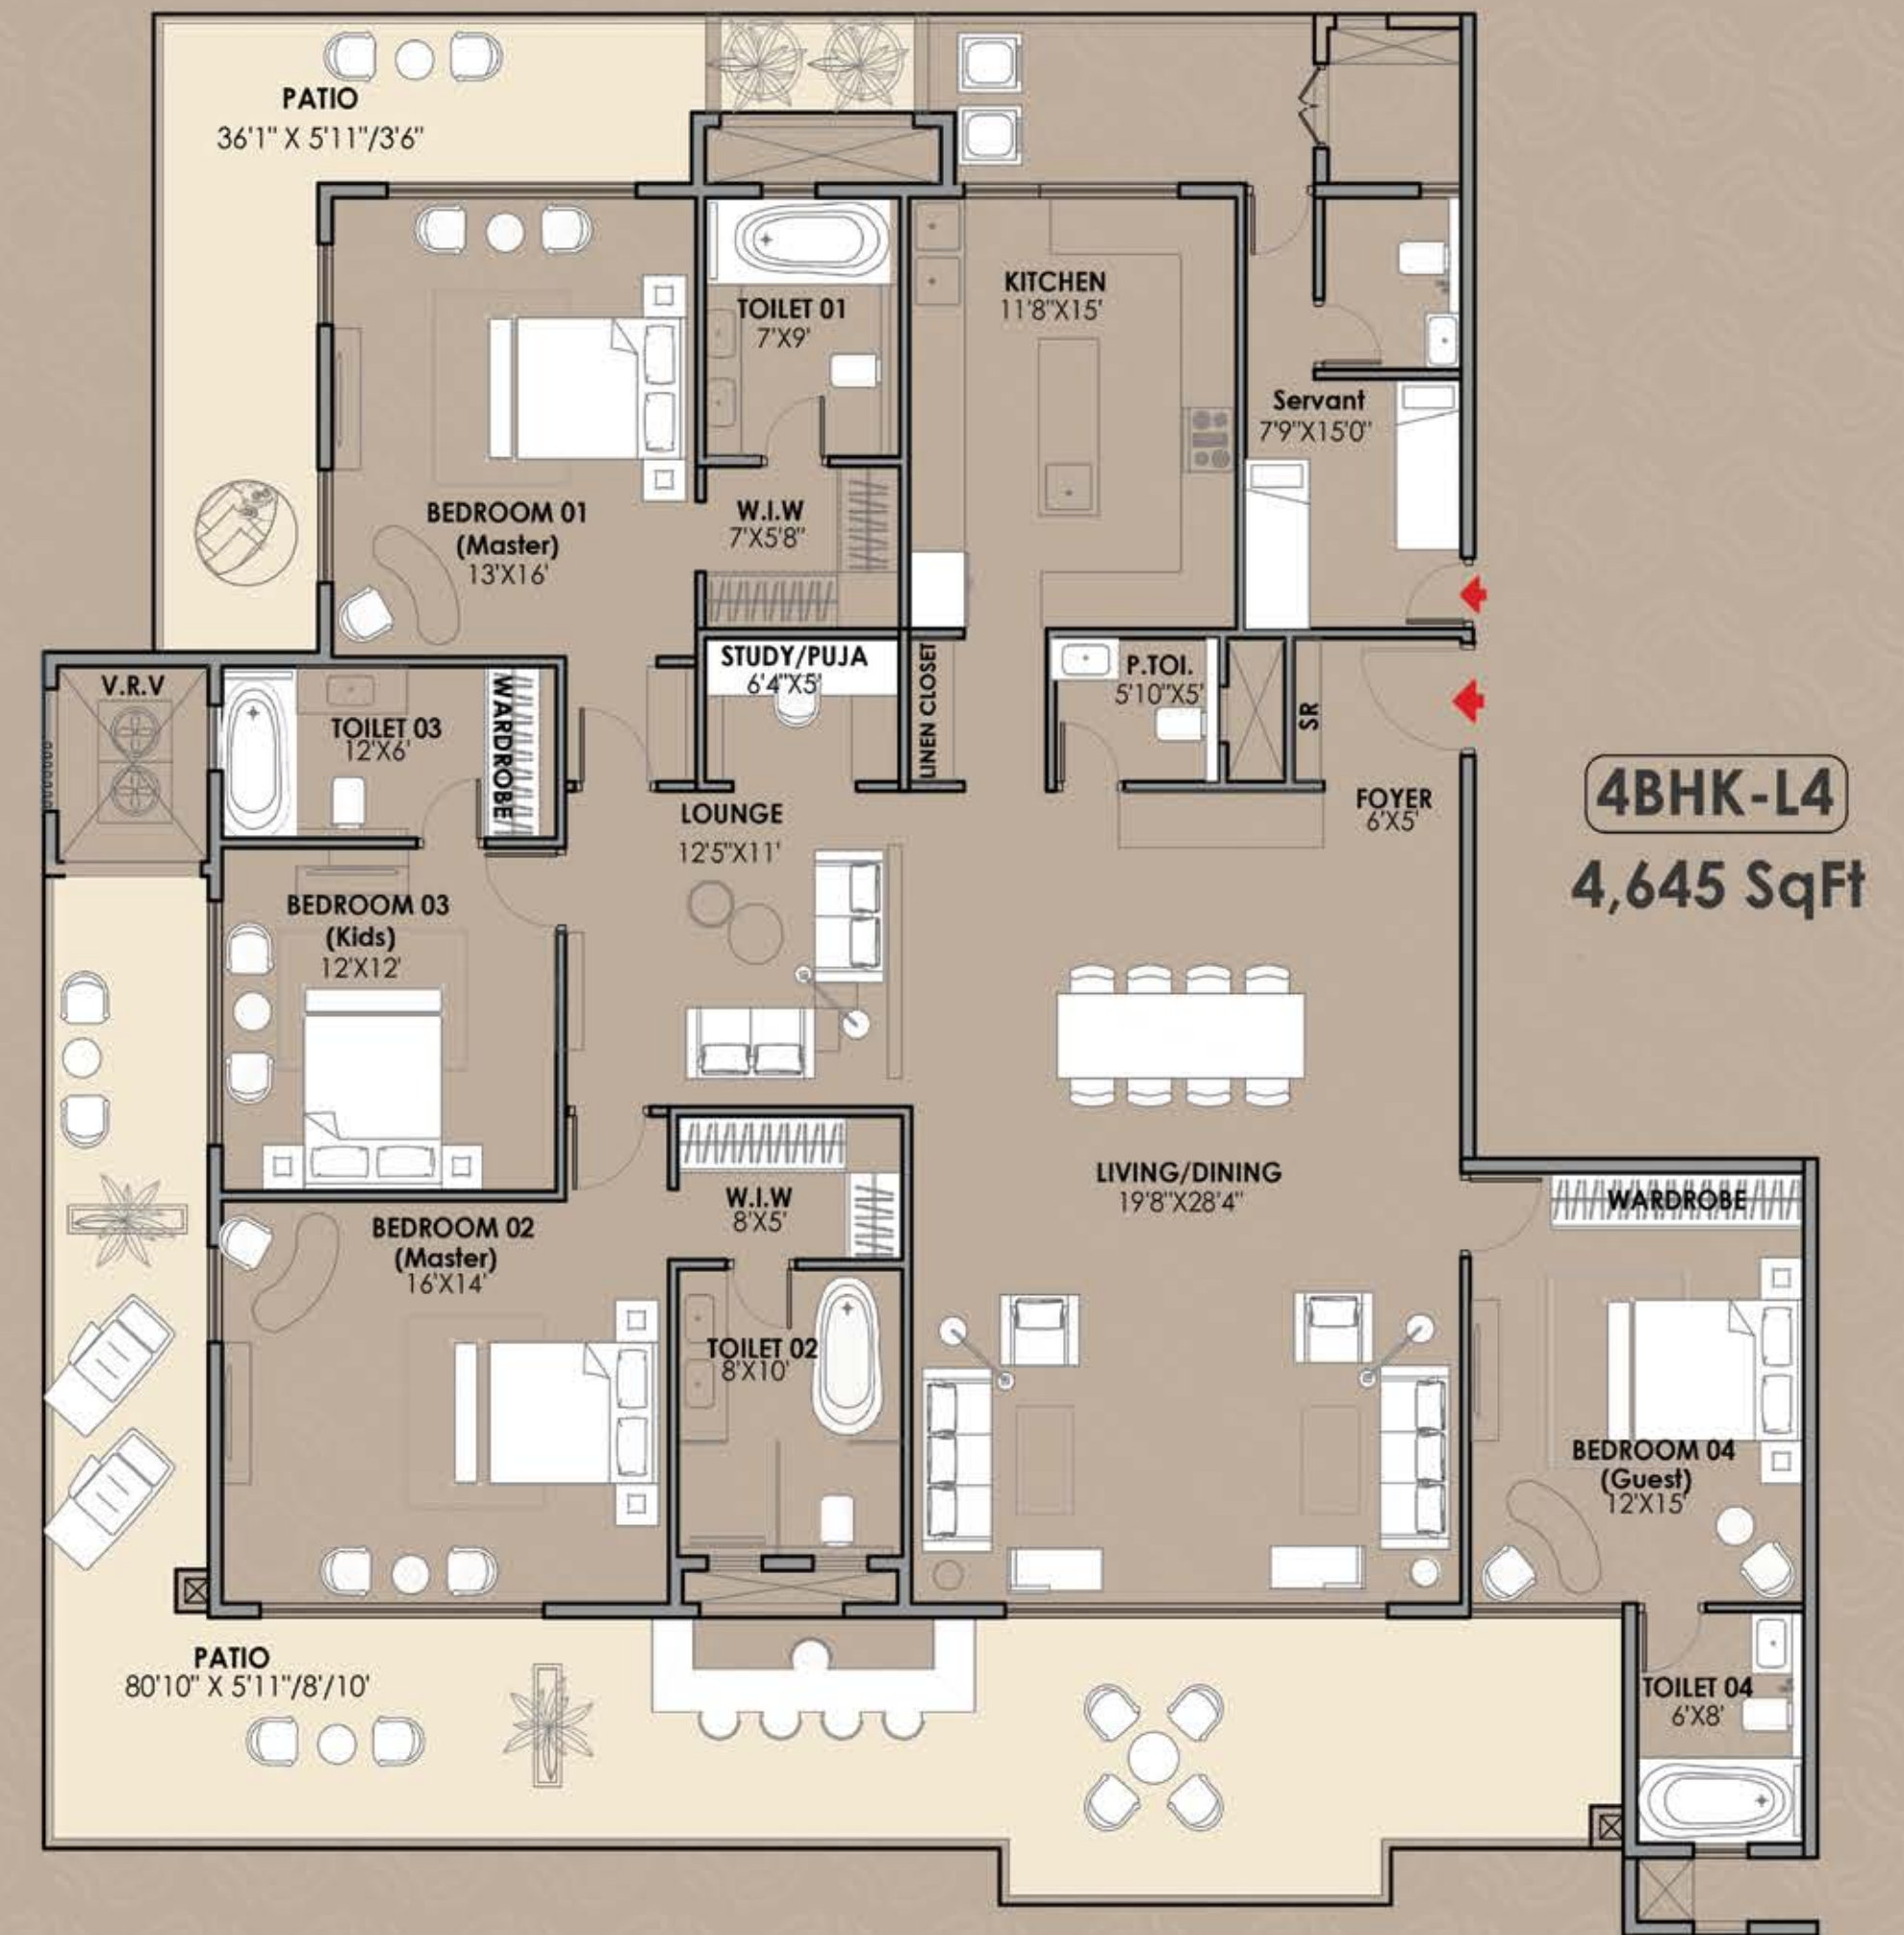 PATIO
36'1" X 5'11"/3'6"
TOILET 01
7'X9'
KITCHEN
11'8"X15'
Servant
7'9"X15'0"
BEDROOM 01
(Master)
13'X16'
W.I.W
7'X5'8"
V.R.V
TOILET 03
12'X6'
WARDROBE
STUDY/PUJA
6'4"X5'
LINEN CLOSET
P.TOI.
5'10"X5'
SR
FOYER
6'X5'
LOUNGE
12'5"X11'
4BHK-L4
4,645 SqFt
BEDROOM 03
(Kids)
12'X12'
LIVING/DINING
19'8"X28'4"
W.I.W
8'X5'
WARDROBE
BEDROOM 02
(Master)
16'X14'
TOILET 02
8'X10'
BEDROOM 04
(Guest)
12'X15'
PATIO
80'10" X 5'11"/8'/10'
TOILET 04
6'X8'